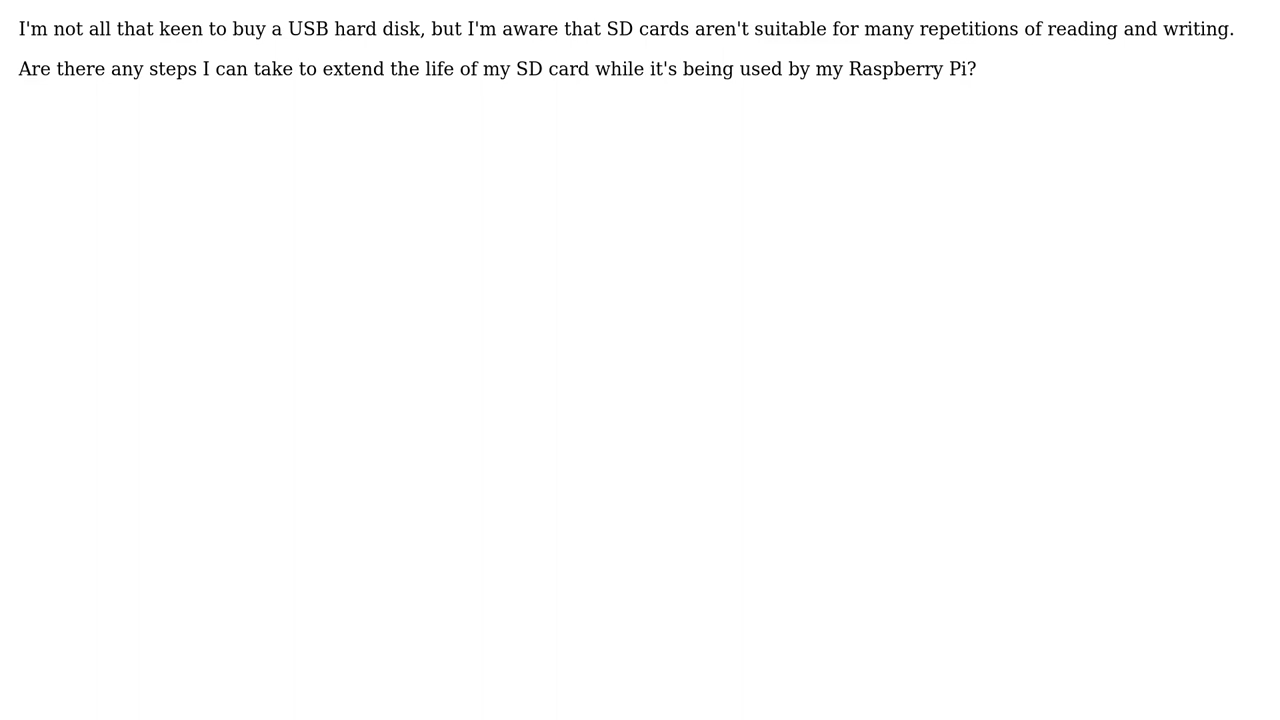 I'm not all that keen to buy a USB hard disk, but I'm aware that SD cards aren't suitable for many repetitions of reading and writing.
Are there any steps I can take to extend the life of my SD card while it's being used by my Raspberry Pi?